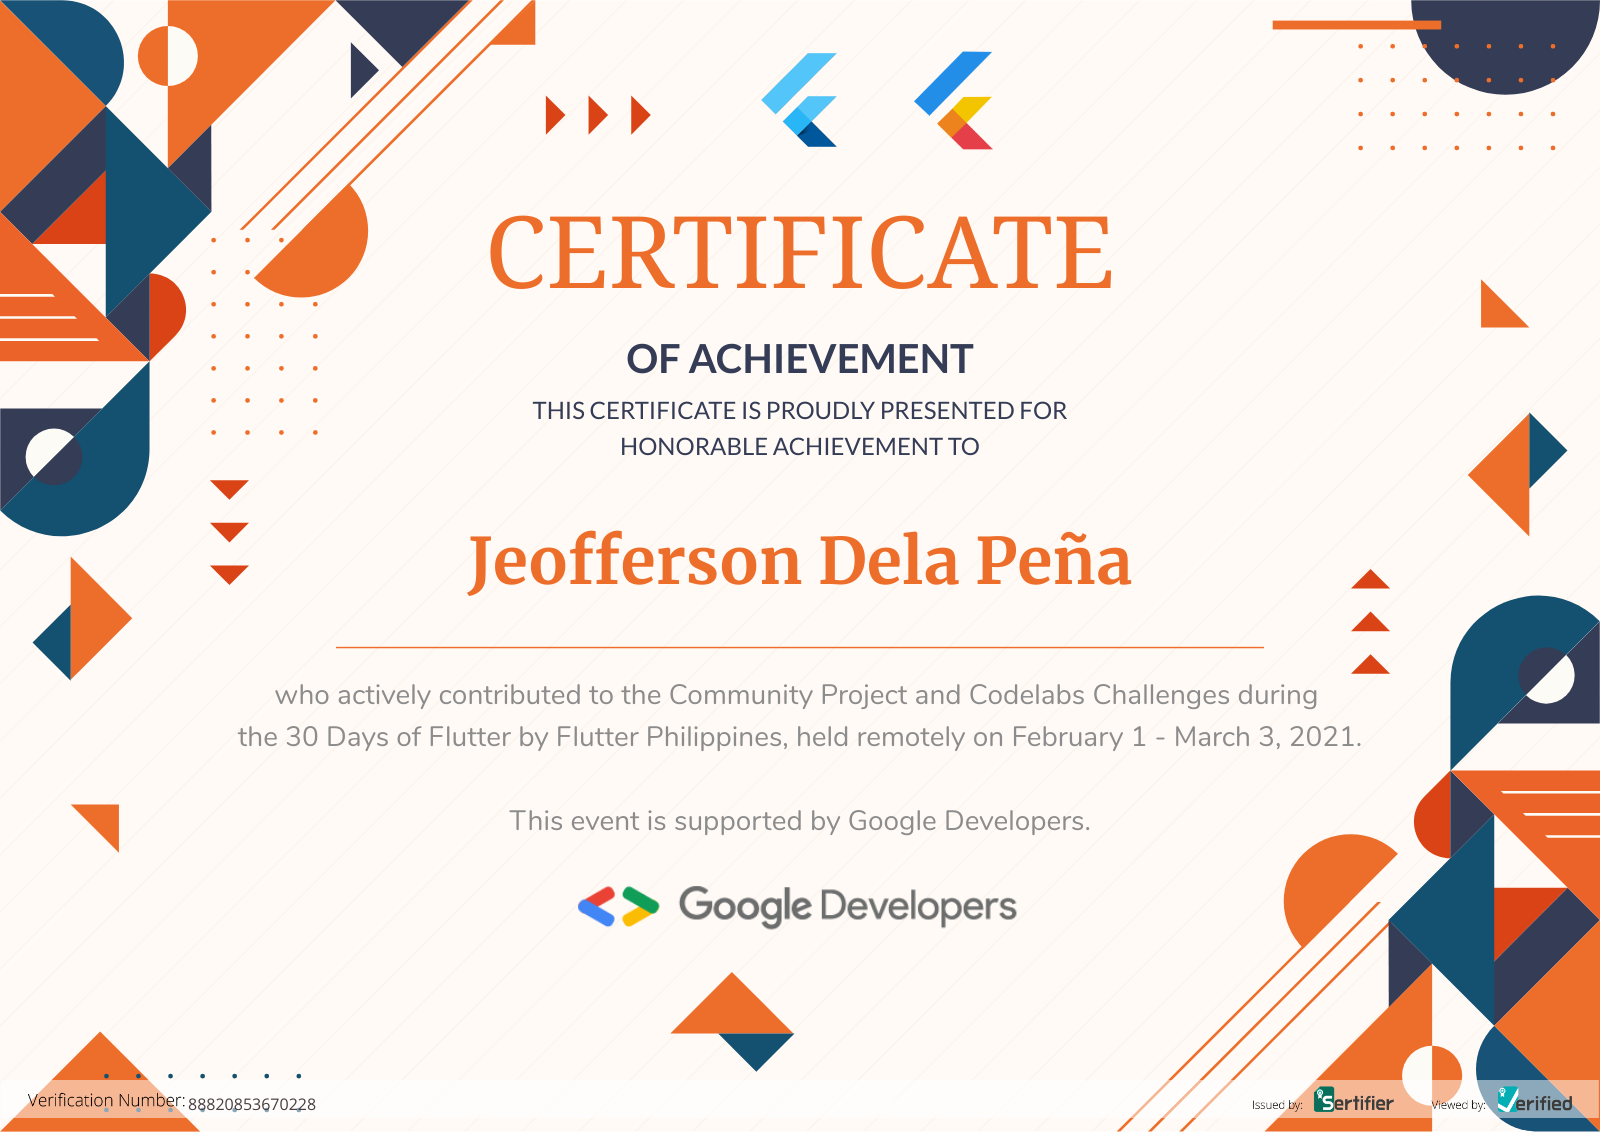 CERTIFICATE
OF ACHIEVEMENT
THIS CERTIFICATE IS PROUDLY PRESENTED FOR
HONORABLE ACHIEVEMENT TO
Jeofferson Dela Peña
who actively contributed to the Community Project and Codelabs Challenges during
the 30 Days of Flutter by Flutter Philippines, held remotely on February 1 - March 3, 2021.
This event is supported by Google Developers.
Google Developers
Verification Number: 88820853670228
Issued by: Sertifier
Viewed by: Verified